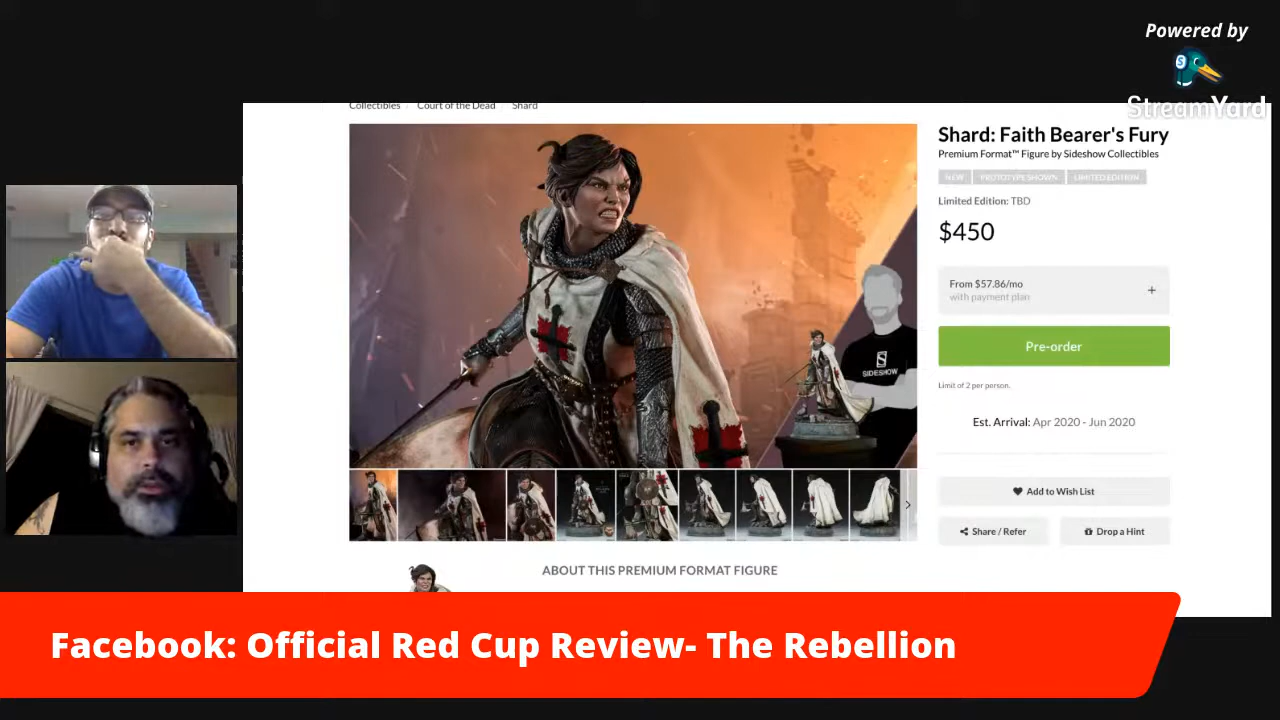 Powered by
StreamYard
Collectibles Court of the Dead Shard
Shard: Faith Bearer's Fury
Premium Format™ Figure by Sideshow Collectibles
NEW PROTOTYPE SHOWN LIMITED EDITION
Limited Edition: TBD
$450
From $57.86/mo
with payment plan
+
Pre-order
Limit of 2 per person.
Est. Arrival: Apr 2020 - Jun 2020
Add to Wish List
Share / Refer
Drop a Hint
S
SIDESHOW
ABOUT THIS PREMIUM FORMAT FIGURE
Facebook: Official Red Cup Review- The Rebellion